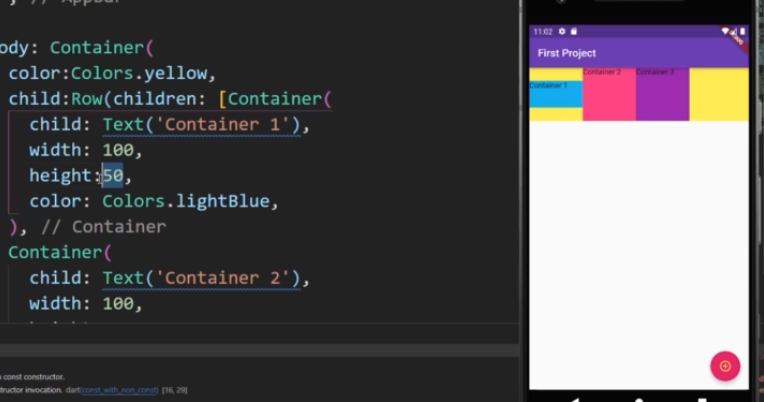 // AppBar
ody: Container(
color:Colors.yellow,
child:Row(children: [Container(
child: Text('Container 1'),
width: 100,
height:50,
color: Colors.lightBlue,
), // Container
Container(
child: Text('Container 2'),
width: 100,
const constructor.
tructor invocation. dart(const_with_non_const) [16, 29]
11:02
First Project
Container 1
Container 2
Container 3